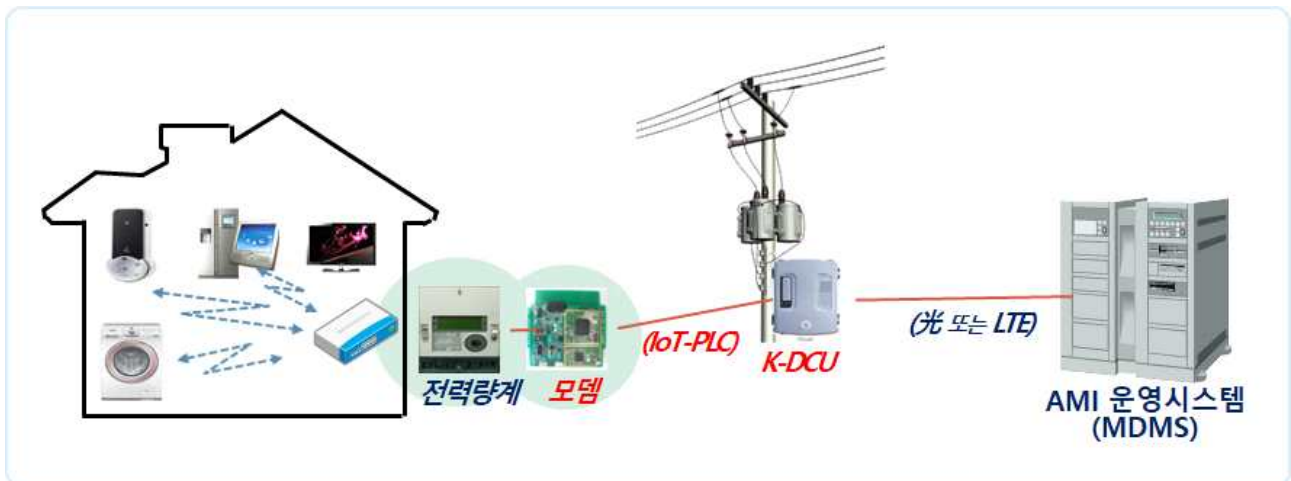 전력량계
모뎀
(IoT-PLC)
K-DCU
(光 또는 LTE)
AMI 운영시스템
(MDMS)